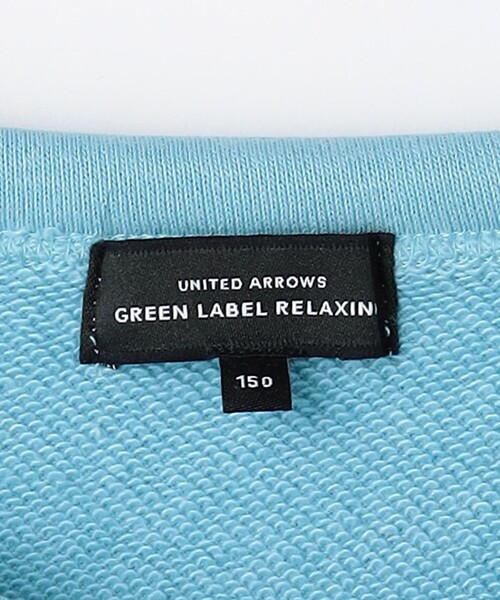 UNITED ARROWS
GREEN LABEL RELAXIN
150